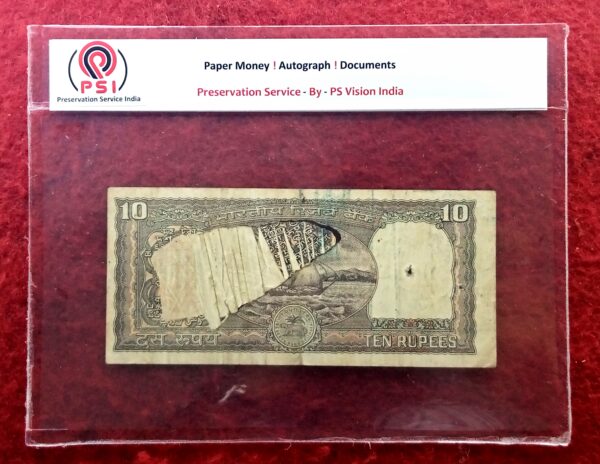 PSI
Preservation Service India
Paper Money ! Autograph ! Documents
Preservation Service - By - PS Vision India
10
भारतीय रिज़र्व बैंक
10
दस रुपये
TEN RUPEES